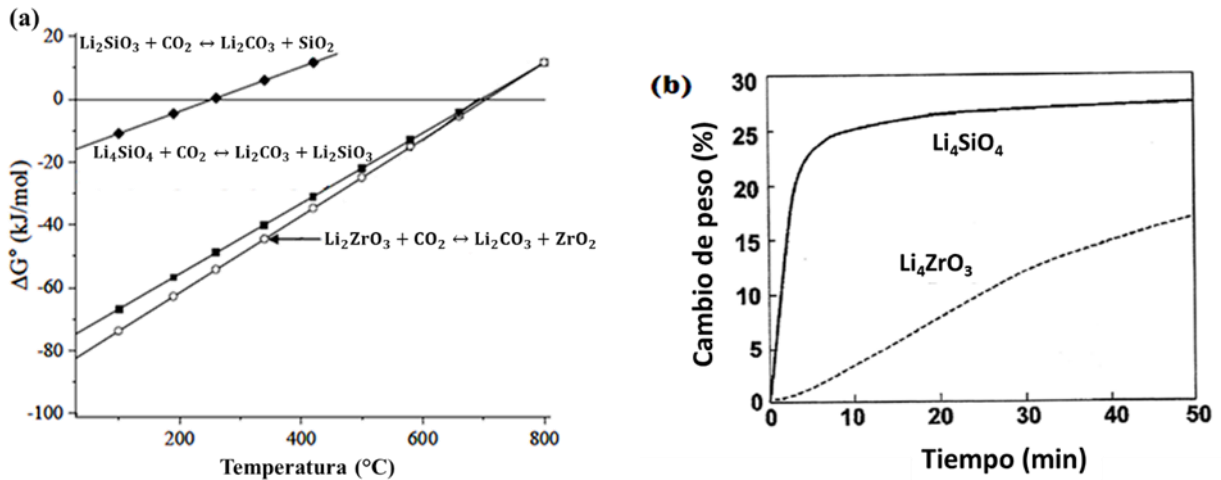 (a)
20
0
-20
-40
-60
-80
-100
ΔG° (kJ/mol)
Li₂SiO₃ + CO₂ ↔ Li₂CO₃ + SiO₂
Li₄SiO₄ + CO₂ ↔ Li₂CO₃ + Li₂SiO₃
Li₂ZrO₃ + CO₂ ↔ Li₂CO₃ + ZrO₂
200
400
600
800
Temperatura (°C)
(b)
30
25
20
15
10
5
0
Cambio de peso (%)
Li₄SiO₄
Li₄ZrO₃
0
10
20
30
40
50
Tiempo (min)